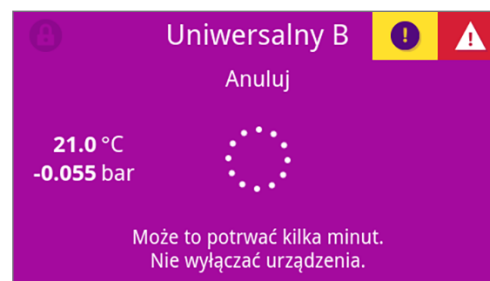 Uniwersalny B
Anuluj
21.0 °C
-0.055 bar
Może to potrwać kilka minut.
Nie wyłączać urządzenia.